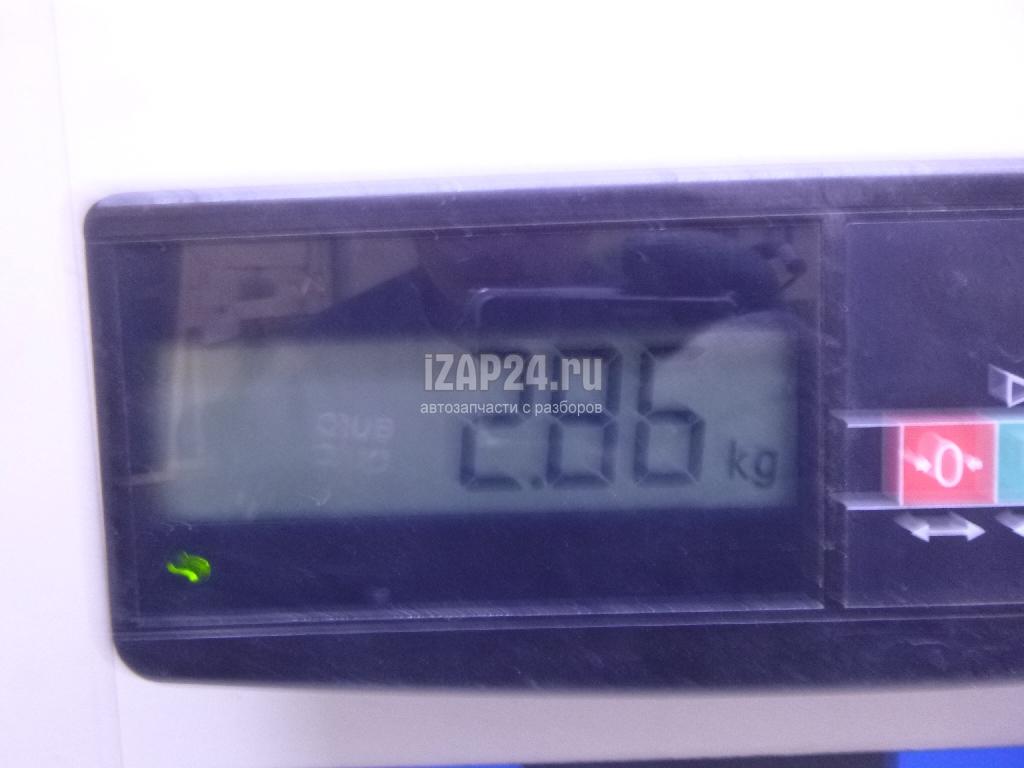 iZAP24.ru
автозапчасти с разборов
2.86 kg
0